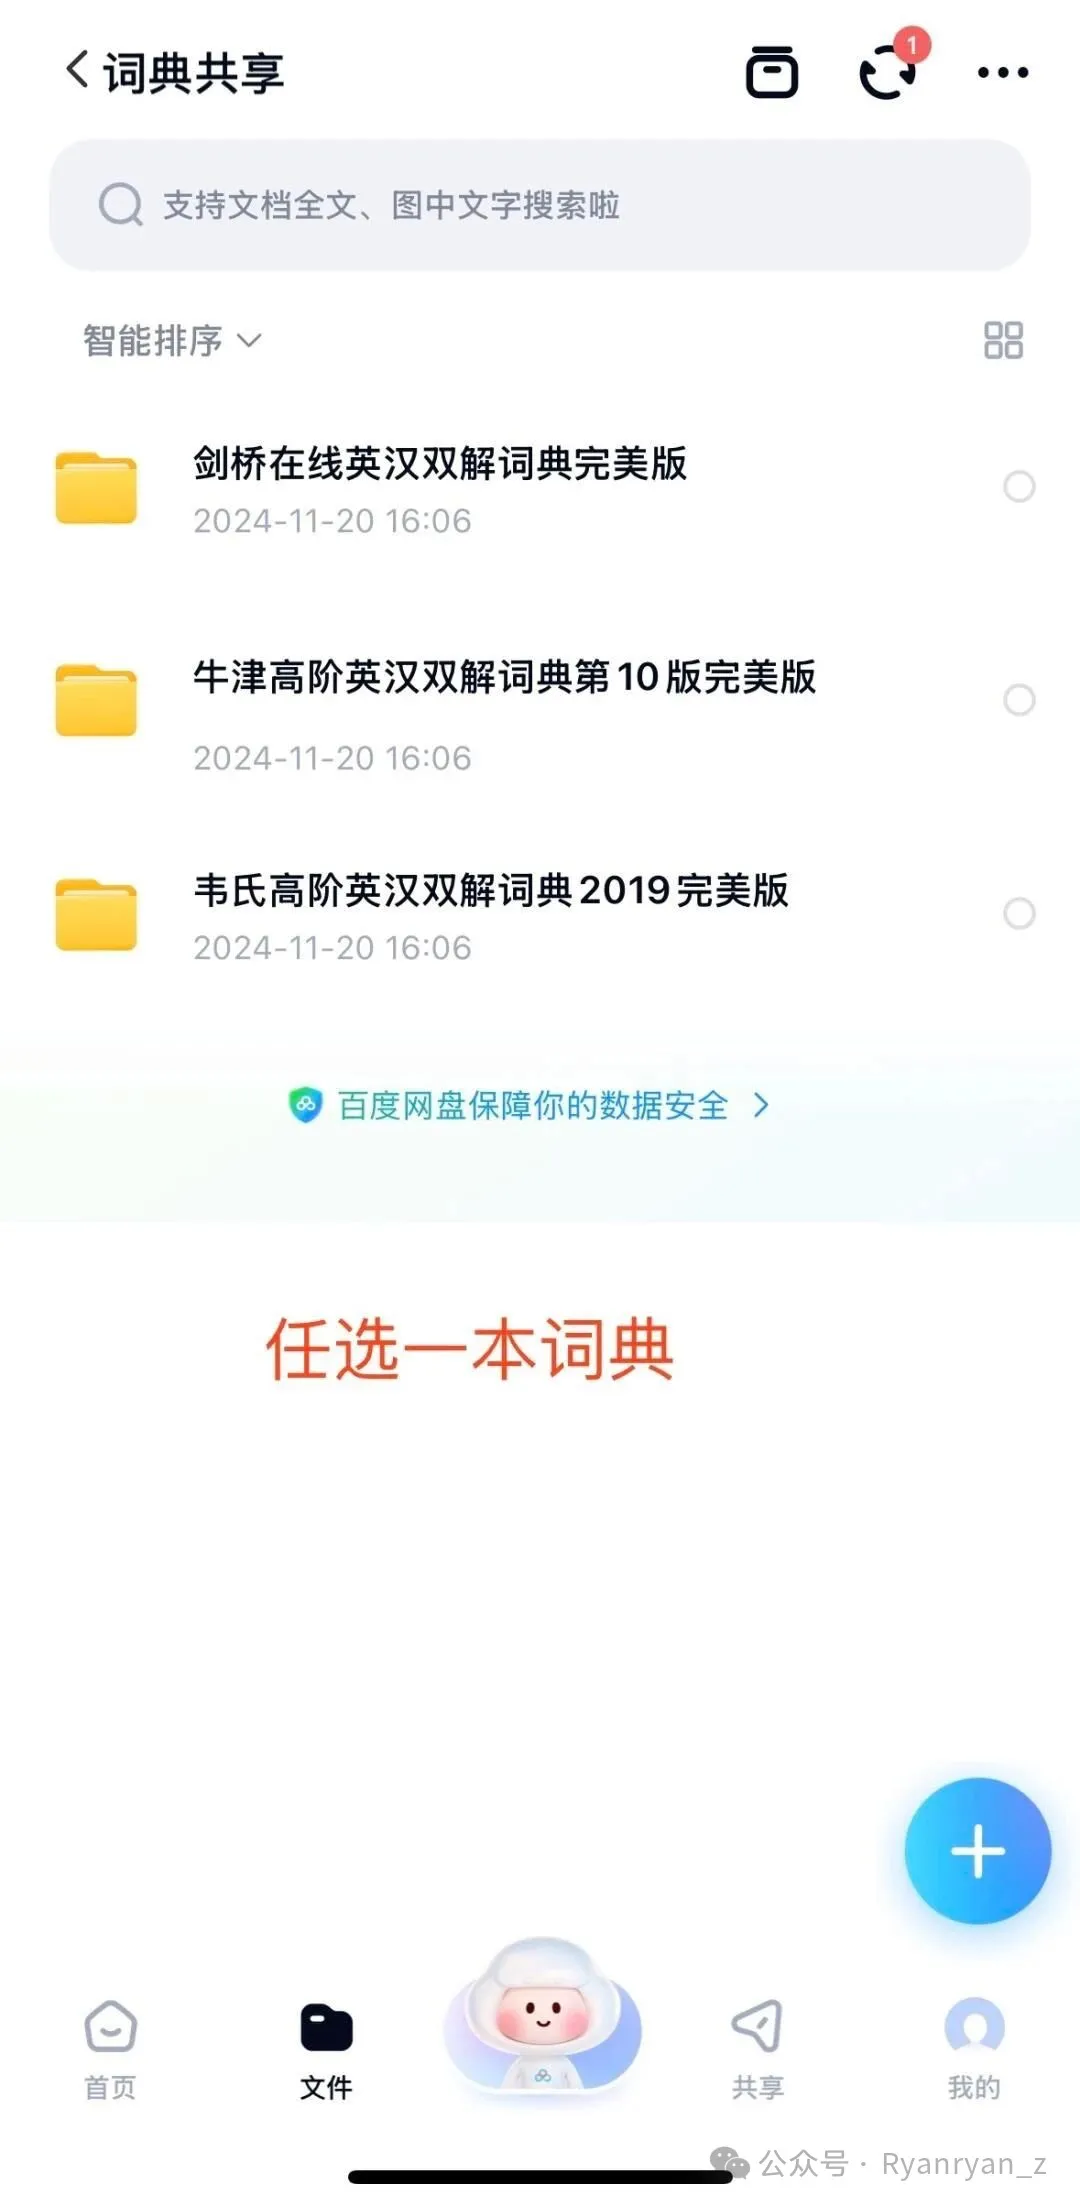 词典共享
1
支持文档全文、图中文字搜索啦
智能排序
剑桥在线英汉双解词典完美版
2024-11-20 16:06
牛津高阶英汉双解词典第10版完美版
2024-11-20 16:06
韦氏高阶英汉双解词典2019完美版
2024-11-20 16:06
百度网盘保障你的数据安全
任选一本词典
首页
文件
共享
我的
公众号 · Ryanryan_z